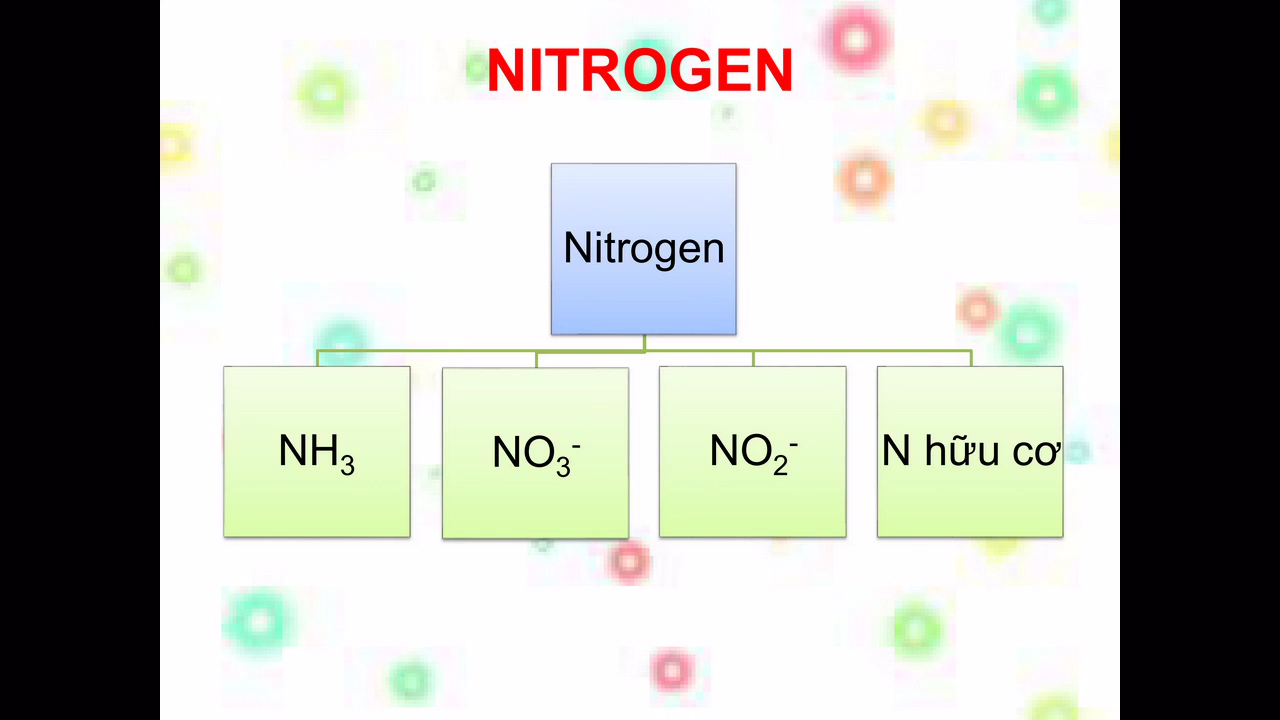 NITROGEN
Nitrogen
NH₃
NO₃⁻
NO₂⁻
N hữu cơ